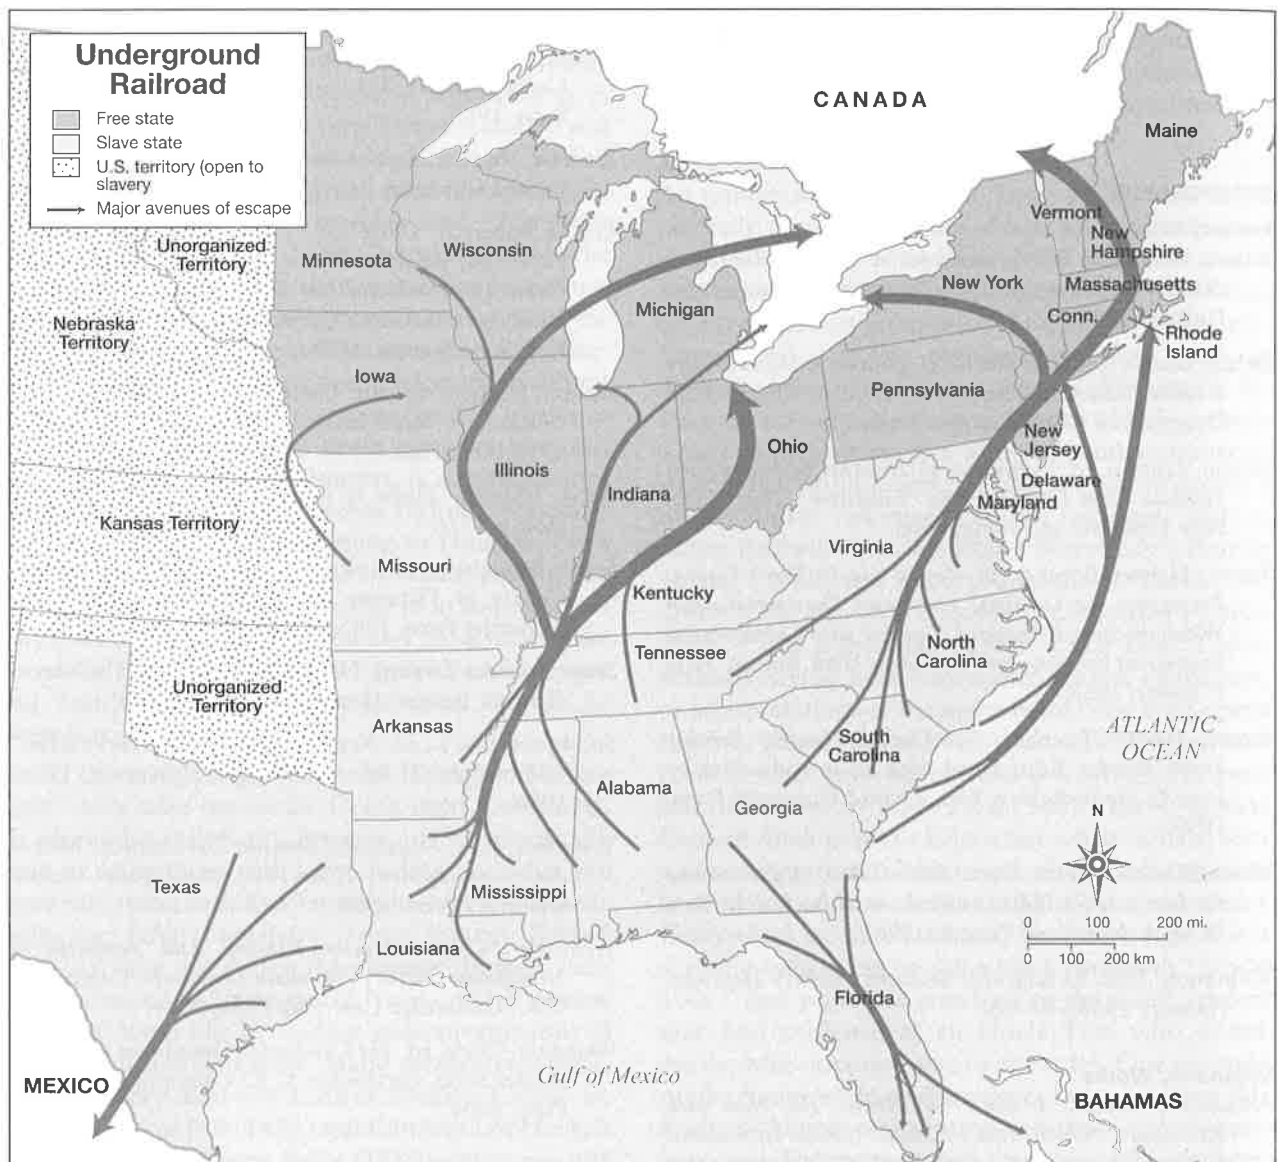 Underground
Railroad
Free state
Slave state
U.S. territory (open to
slavery
Major avenues of escape
CANADA
Maine
Vermont
New
Hampshire
Unorganized
Territory
Minnesota
Wisconsin
Michigan
New York
Massachusetts
Conn.
Rhode
Island
Nebraska
Territory
Iowa
Pennsylvania
New
Jersey
Ohio
Illinois
Indiana
Delaware
Maryland
Kansas Territory
Missouri
Virginia
Kentucky
Tennessee
North
Carolina
Unorganized
Territory
Arkansas
South
Carolina
ATLANTIC
OCEAN
Alabama
Georgia
N
Texas
Mississippi
0 100 200 mi.
0 100 200 km
Louisiana
Florida
MEXICO
Gulf of Mexico
BAHAMAS